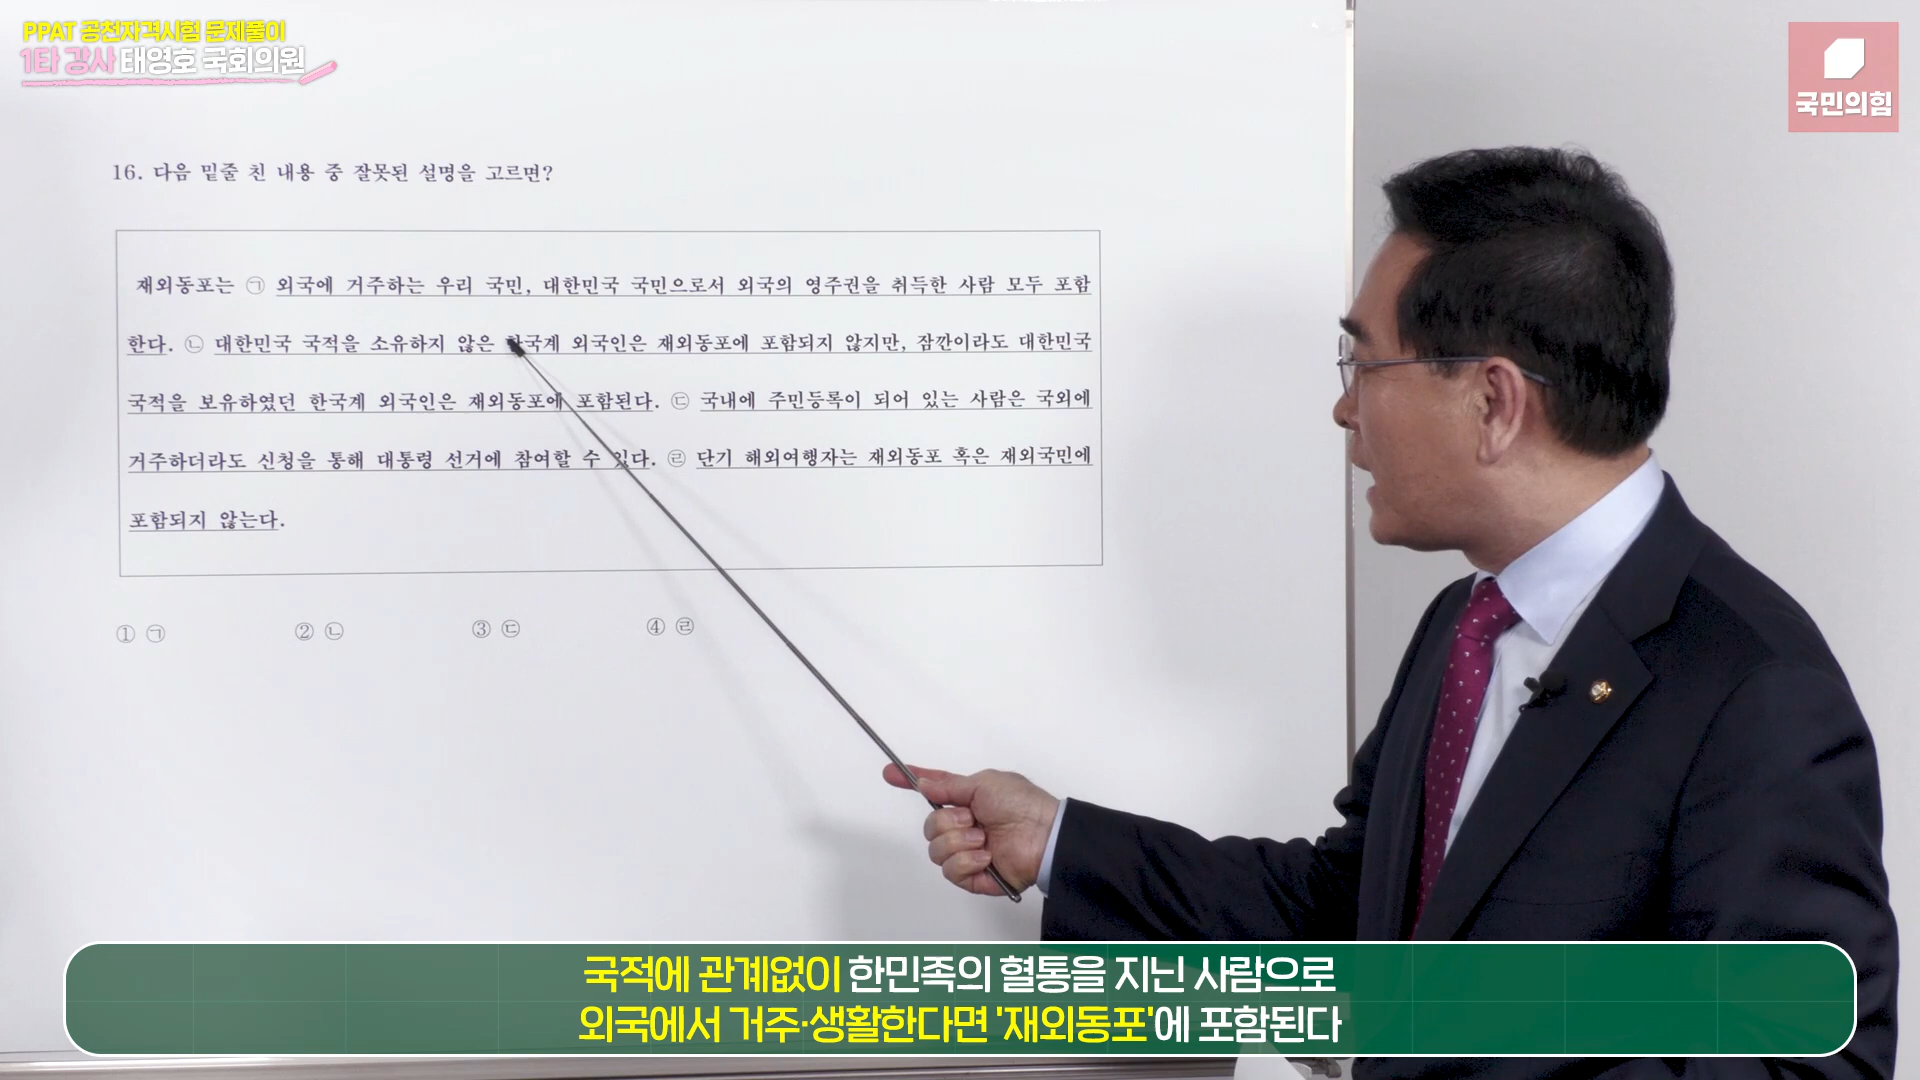 PPAT 공천자격시험 문제풀이
1타 강사 태영호 국회의원
국민의힘
16. 다음 밑줄 친 내용 중 잘못된 설명을 고르면?
재외동포는 ㉠ 외국에 거주하는 우리 국민, 대한민국 국민으로서 외국의 영주권을 취득한 사람 모두 포함
한다. ㉡ 대한민국 국적을 소유하지 않은 한국계 외국인은 재외동포에 포함되지 않지만, 잠깐이라도 대한민국
국적을 보유하였던 한국계 외국인은 재외동포에 포함된다. ㉢ 국내에 주민등록이 되어 있는 사람은 국외에
거주하더라도 신청을 통해 대통령 선거에 참여할 수 있다. ㉣ 단기 해외여행자는 재외동포 혹은 재외국민에
포함되지 않는다.
① ㉠ ② ㉡ ③ ㉢ ④ ㉣
국적에 관계없이 한민족의 혈통을 지닌 사람으로
외국에서 거주·생활한다면 '재외동포'에 포함된다